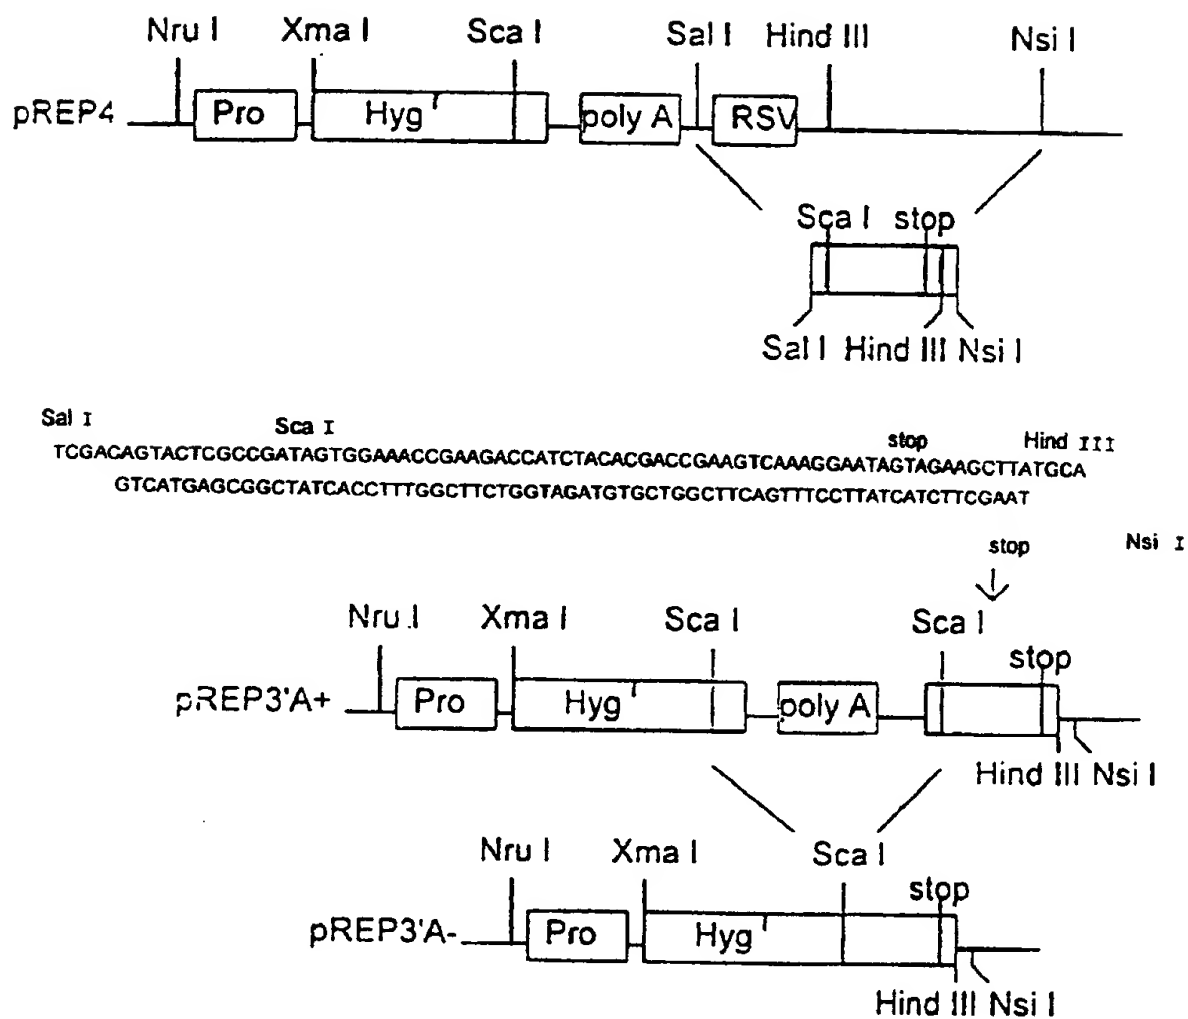 Nru I Xma I Sca I Sal I Hind III Nsi I
pREP4 Pro Hyg r poly A RSV
Sca I stop
Sal I Hind III Nsi I
Sal I Sca I stop Hind III
TCGACAGTACTCGCCGATAGTGGAAACCGAAGACCATCTACACGACCGAAGTCAAAGGAATAGTAGAAGCTTATGCA
GTCATGAGCGGCTATCACCTTTGGCTTCTGGTAGATGTGCTGGCTTCAGTTTCCTTATCATCTTCGAAT
stop Nsi I
Nru I Xma I Sca I Sca I
stop
pREP3'A+ Pro Hyg r poly A
Hind III Nsi I
Nru I Xma I Sca I
stop
pREP3'A- Pro Hyg r
Hind III Nsi I